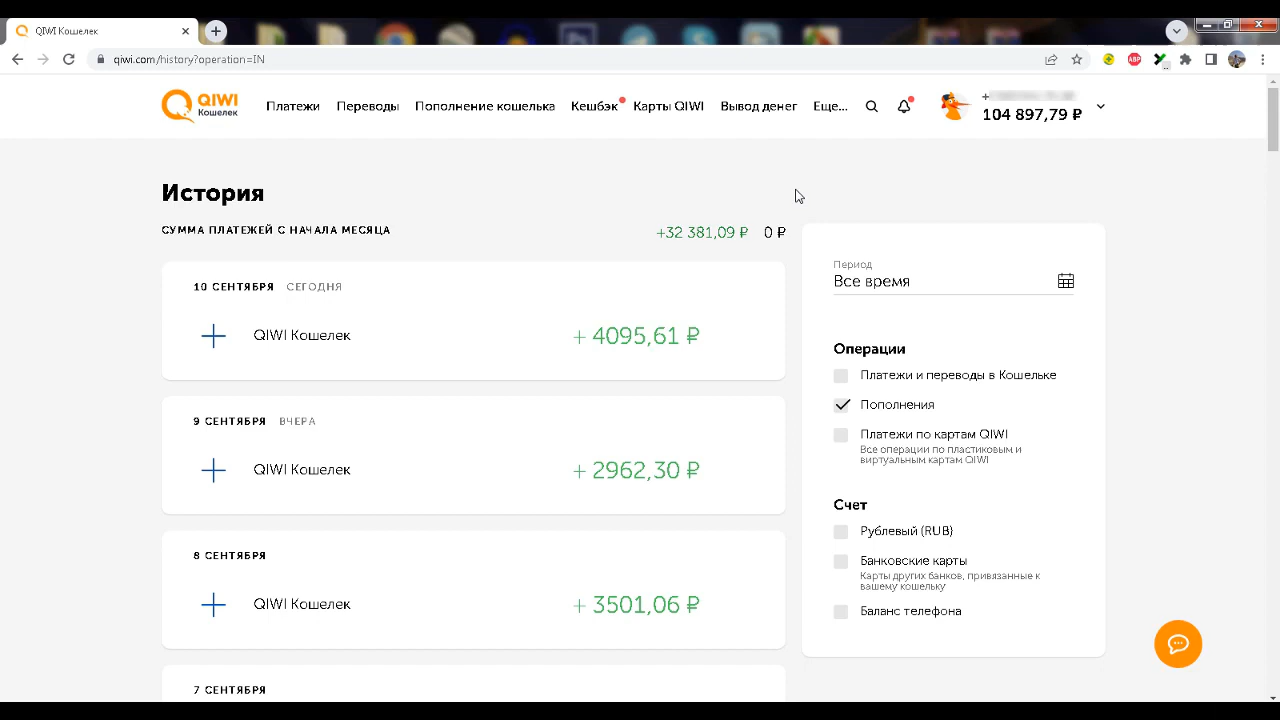 QIWI Кошелек
qiwi.com/history?operation=IN
ABP
QIWI
Кошелек
Платежи Переводы Пополнение кошелька Кешбэк Карты QIWI Вывод денег Еще...
+
104 897,79 ₽
История
СУММА ПЛАТЕЖЕЙ С НАЧАЛА МЕСЯЦА +32 381,09 ₽ 0 ₽
10 СЕНТЯБРЯ СЕГОДНЯ
QIWI Кошелек + 4095,61 ₽
9 СЕНТЯБРЯ ВЧЕРА
QIWI Кошелек + 2962,30 ₽
8 СЕНТЯБРЯ
QIWI Кошелек + 3501,06 ₽
7 СЕНТЯБРЯ
Период
Все время
Операции
Платежи и переводы в Кошельке
Пополнения
Платежи по картам QIWI
Все операции по пластиковым и
виртуальным картам QIWI
Счет
Рублевый (RUB)
Банковские карты
Карты других банков, привязанные к
вашему кошельку
Баланс телефона